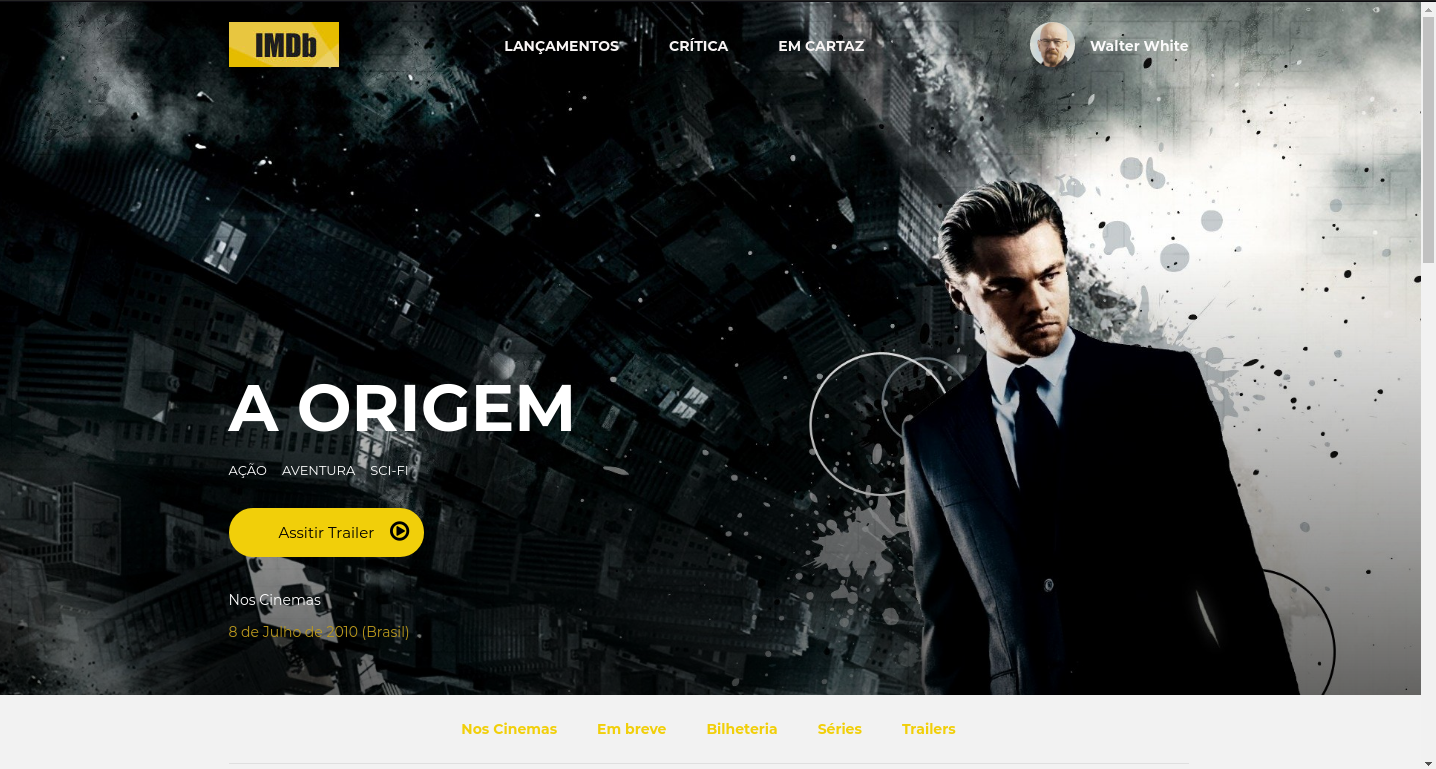 IMDb
LANÇAMENTOS CRÍTICA EM CARTAZ Walter White
A ORIGEM
AÇÃO AVENTURA SCI-FI
Assitir Trailer
Nos Cinemas
8 de Julho de 2010 (Brasil)
Nos Cinemas Em breve Bilheteria Séries Trailers